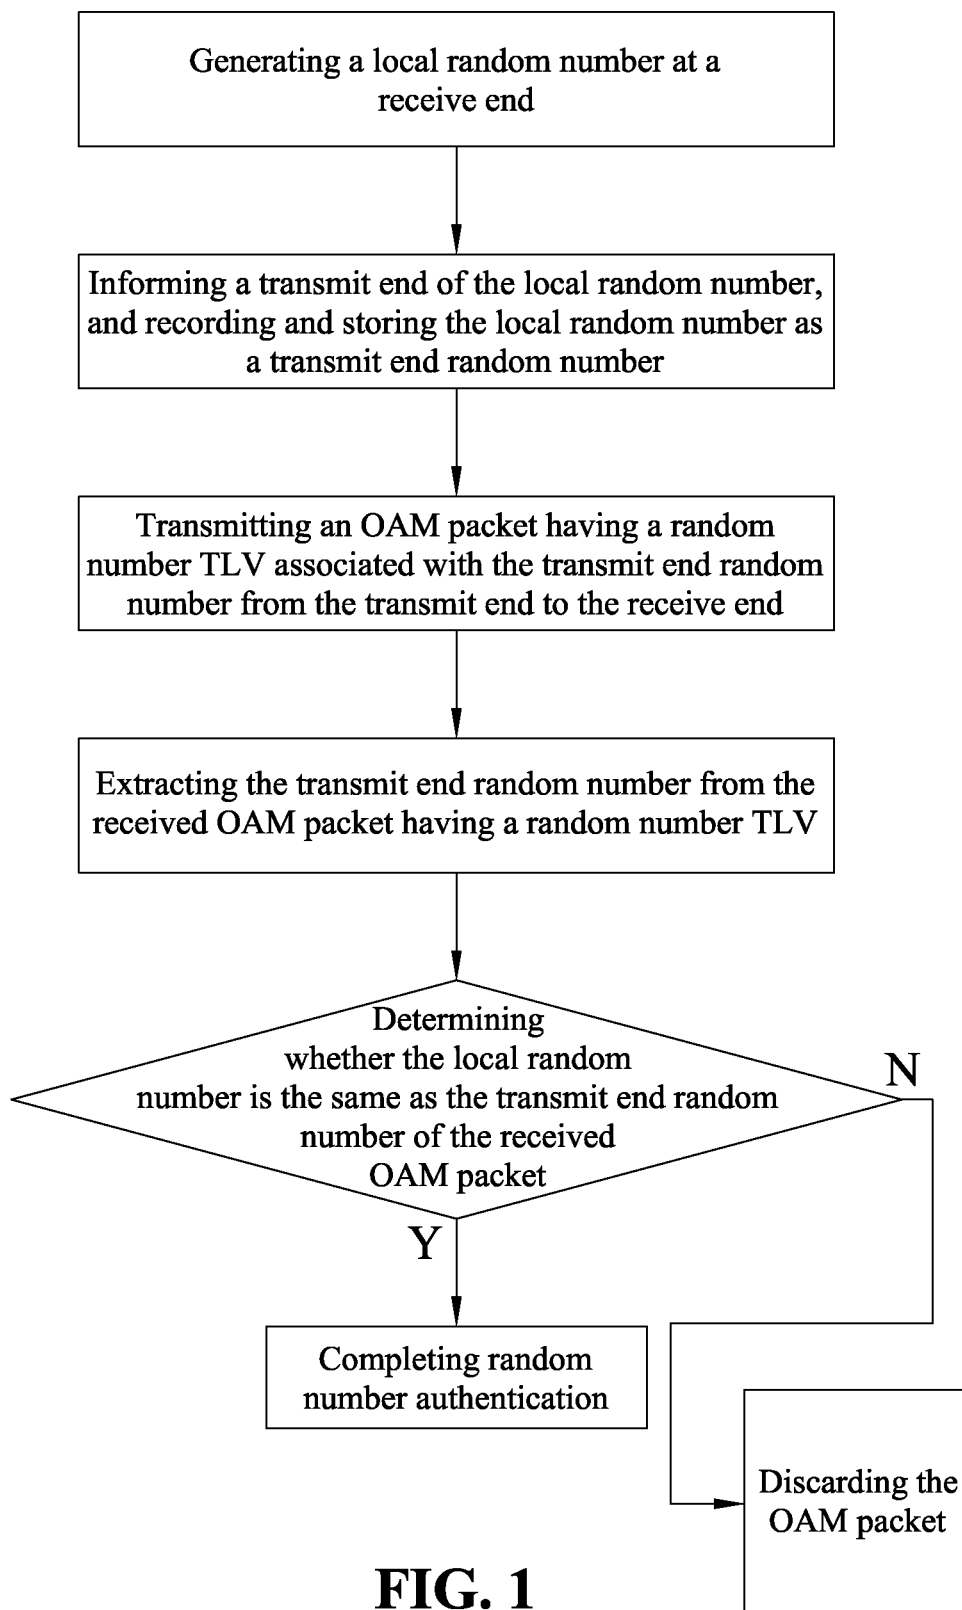 Generating a local random number at a
receive end
Informing a transmit end of the local random number,
and recording and storing the local random number as
a transmit end random number
Transmitting an OAM packet having a random
number TLV associated with the transmit end random
number from the transmit end to the receive end
Extracting the transmit end random number from the
received OAM packet having a random number TLV
Determining
whether the local random
number is the same as the transmit end random
number of the received
OAM packet
N
Y
Completing random
number authentication
Discarding the
OAM packet
FIG. 1